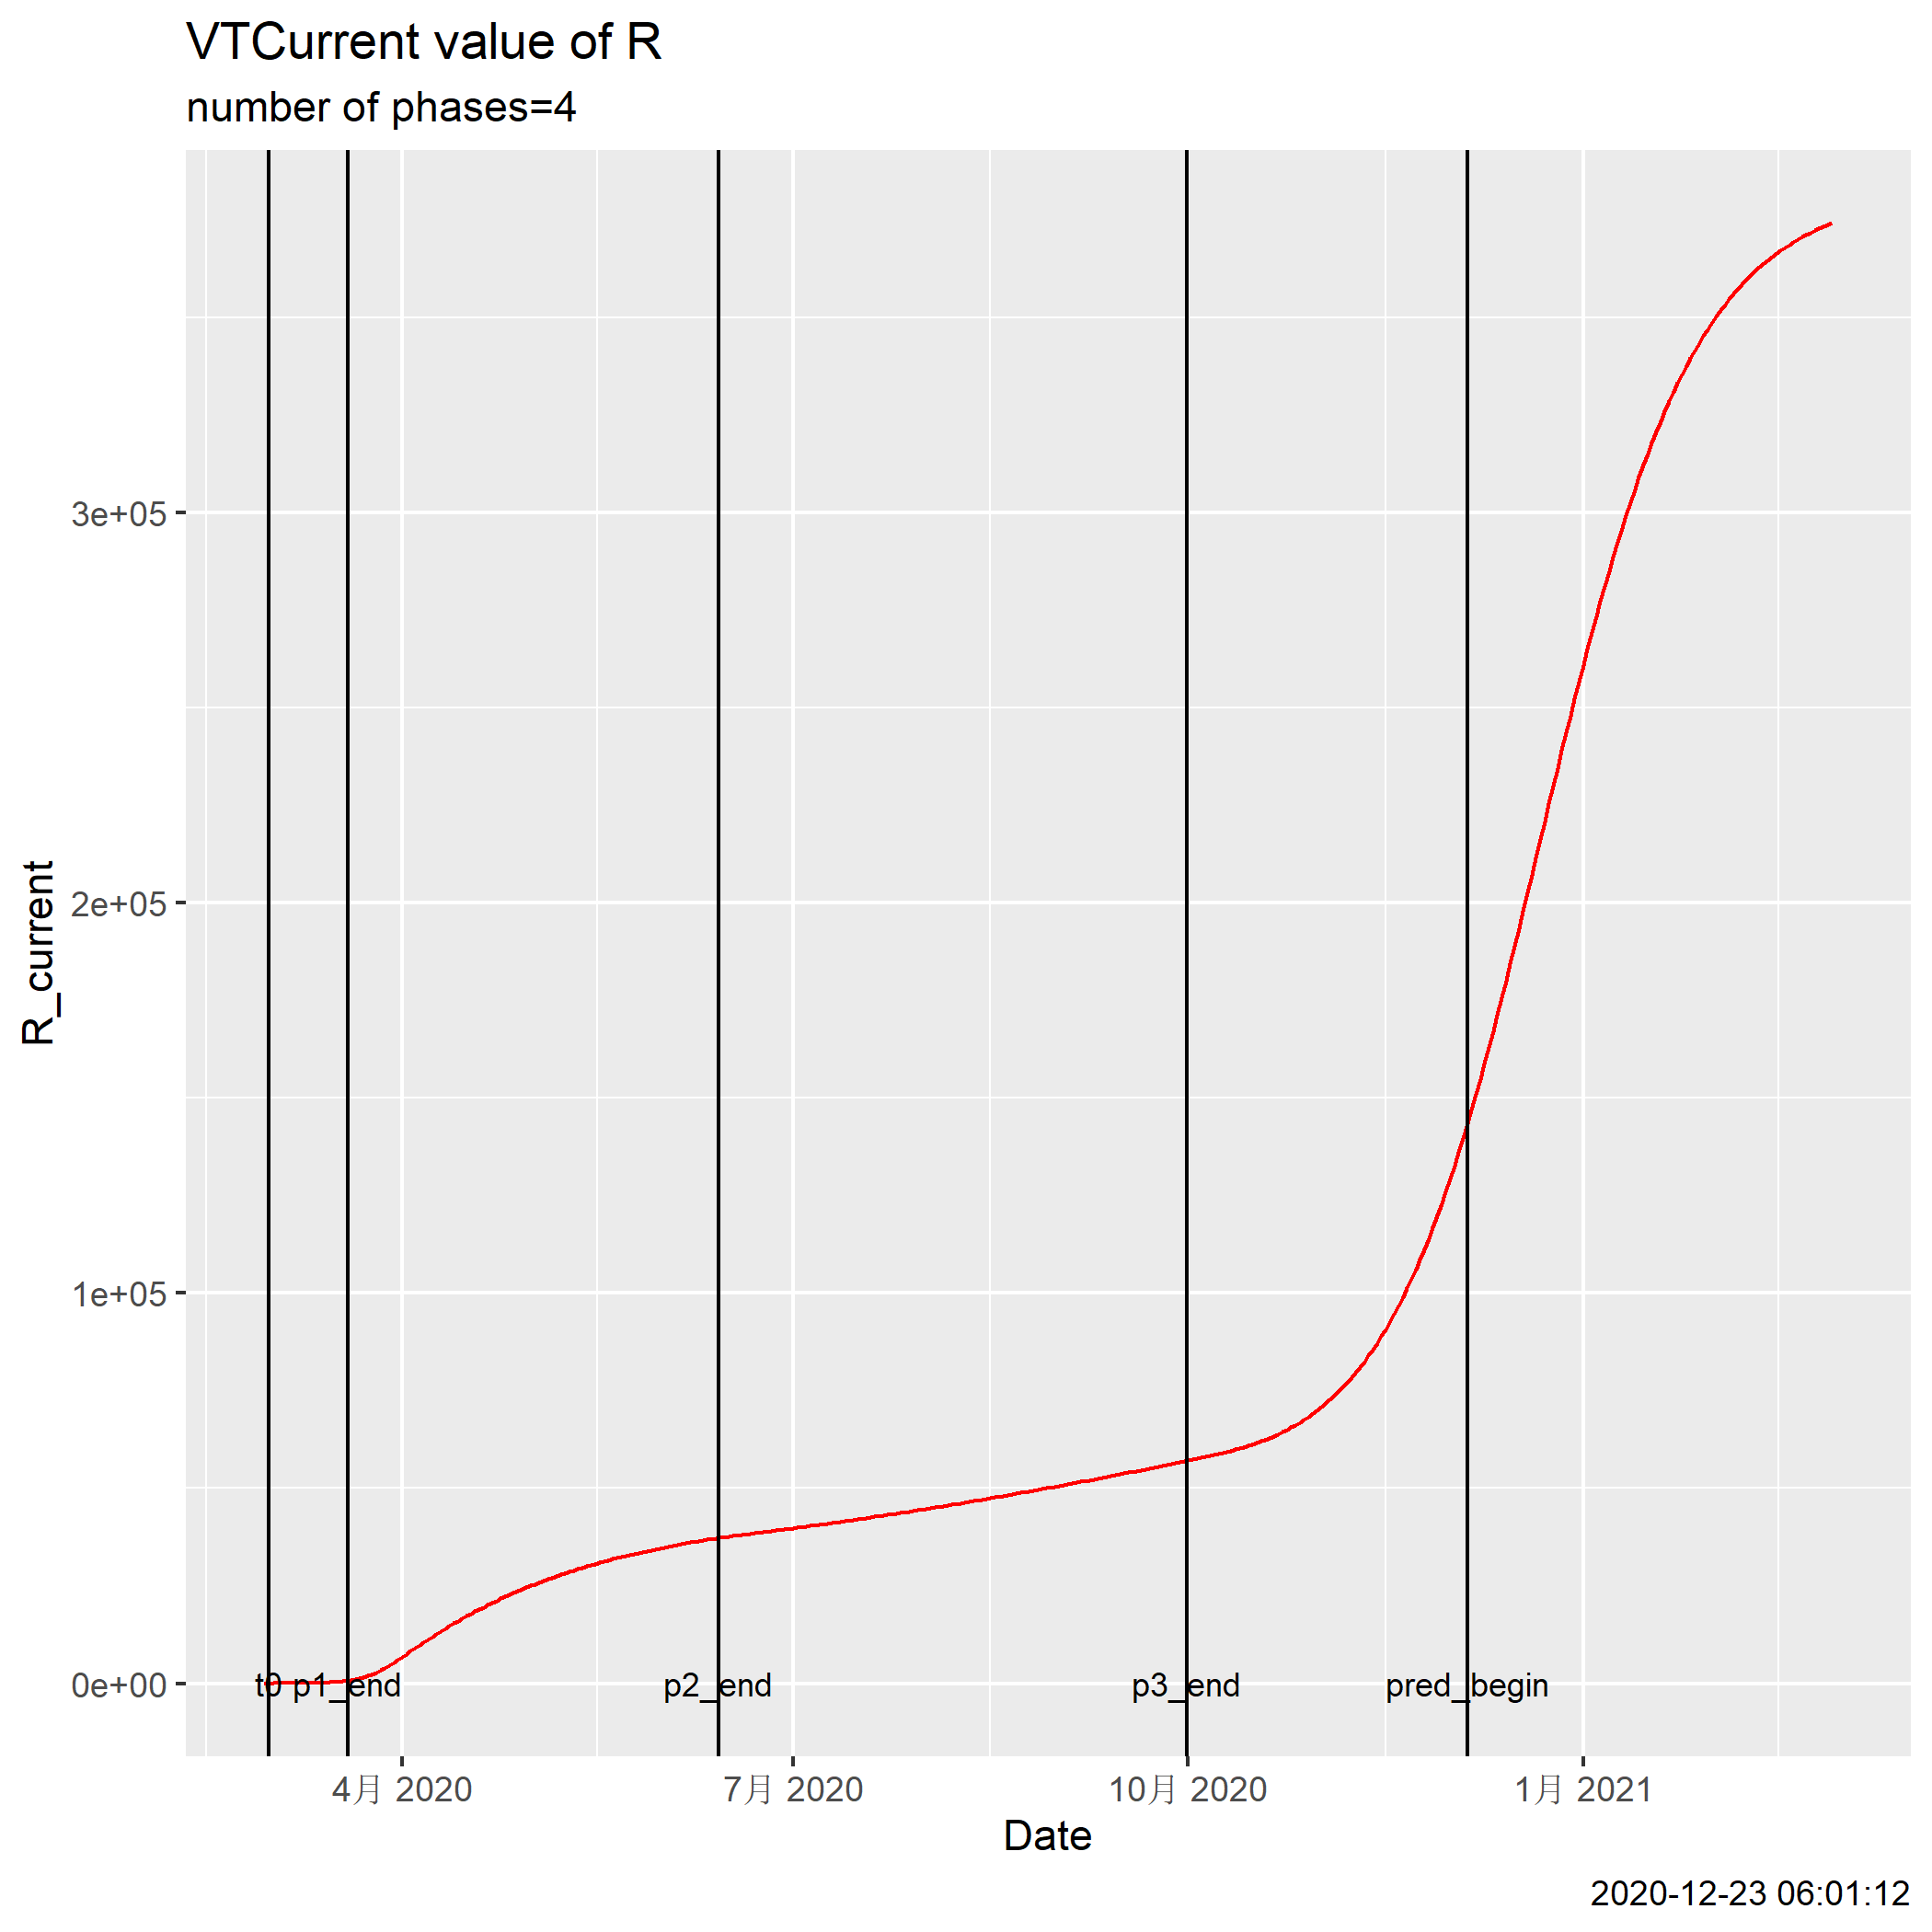 VTCurrent value of R
number of phases=4
R_current
3e+05
2e+05
1e+05
0e+00
t0 p1_end p2_end p3_end pred_begin
4月 2020 7月 2020 10月 2020 1月 2021
Date
2020-12-23 06:01:12